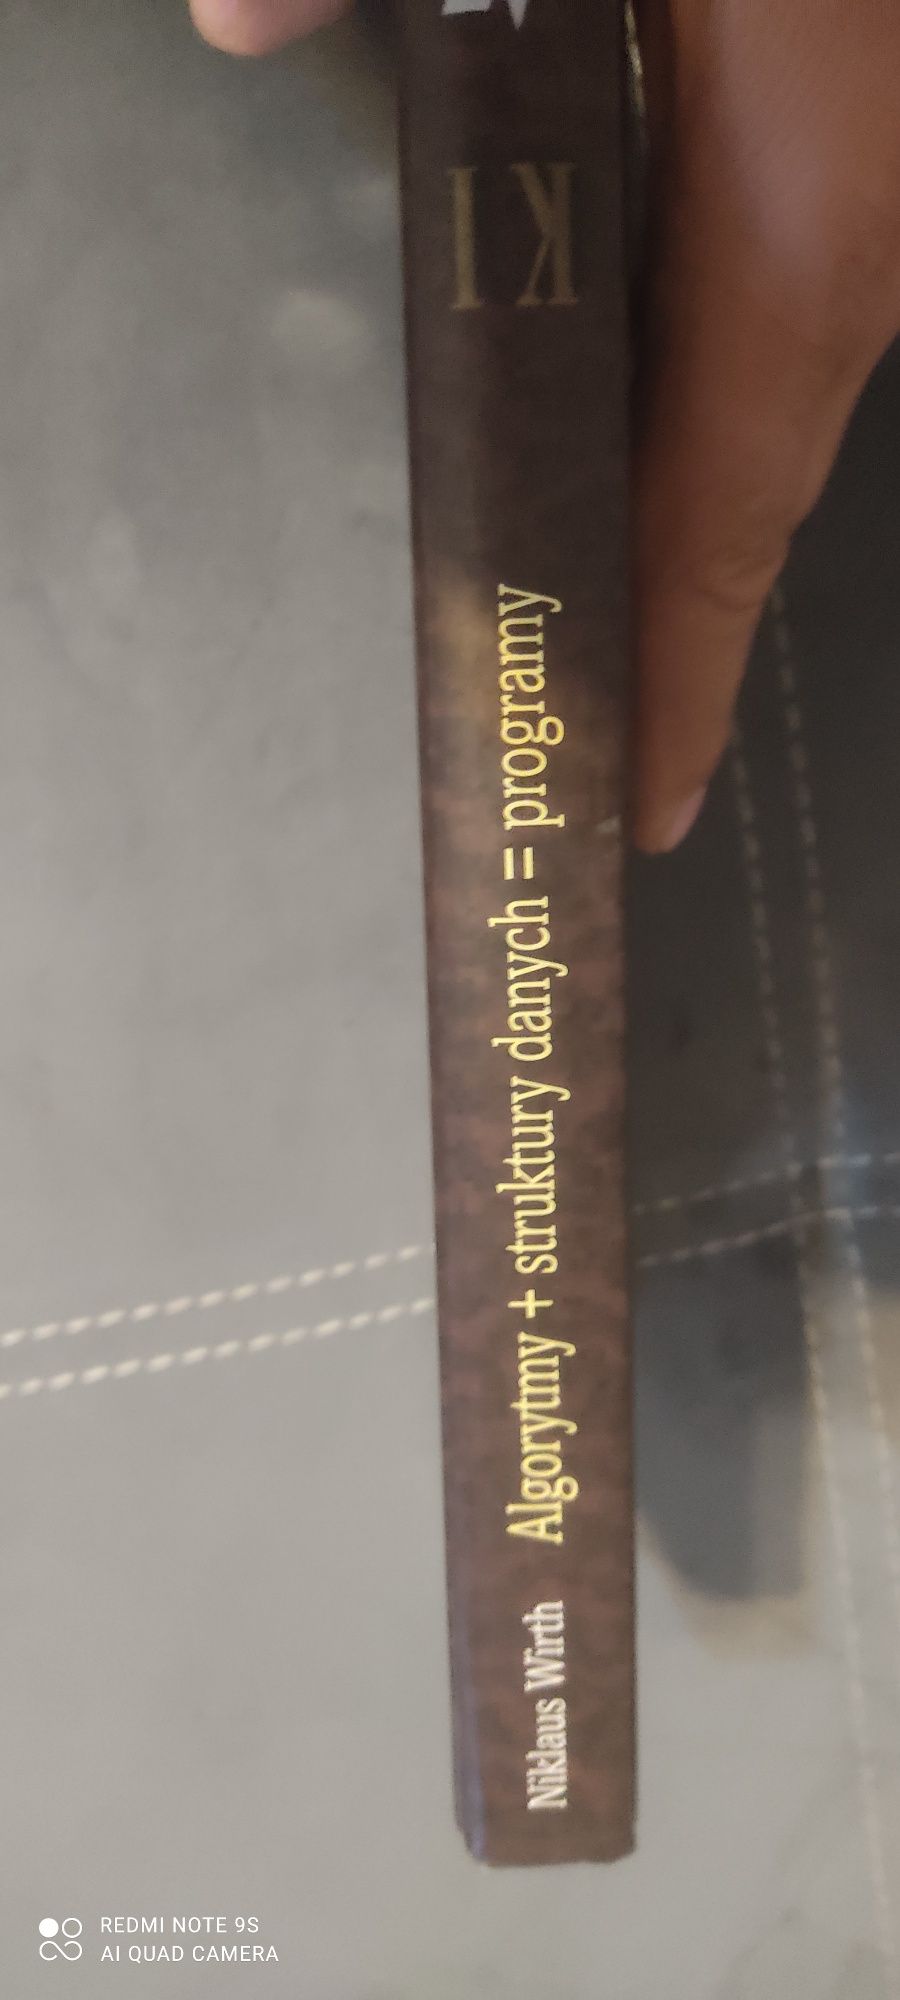 Niklaus Wirth
Algorytmy + struktury danych = programy
KI
REDMI NOTE 9S
AI QUAD CAMERA